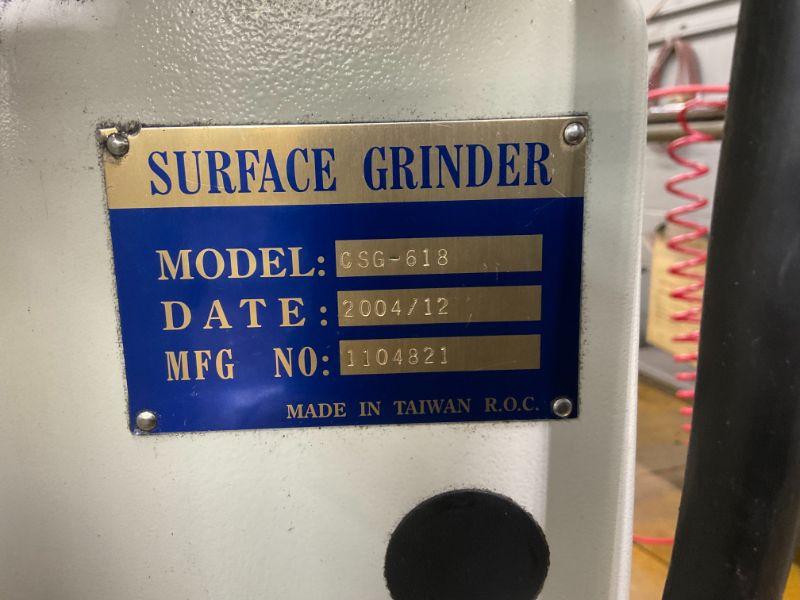 SURFACE GRINDER
MODEL: CSG-618
DATE: 2004/12
MFG NO: 1104821
MADE IN TAIWAN R.O.C.